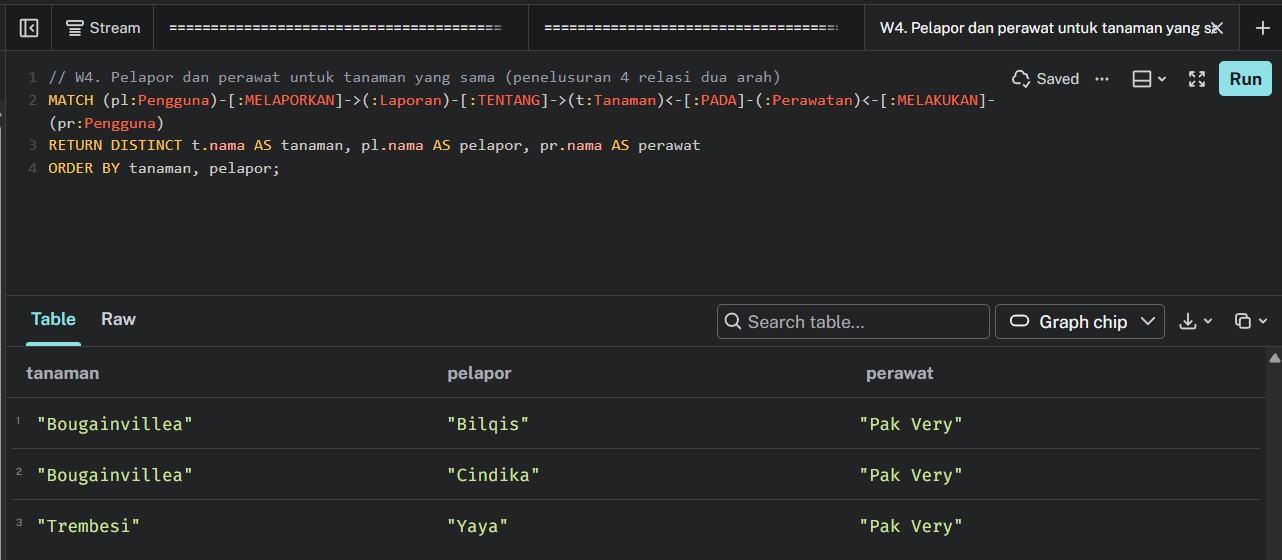 Stream
========================================
====================================
W4. Pelapor dan perawat untuk tanaman yang
1 // W4. Pelapor dan perawat untuk tanaman yang sama (penelusuran 4 relasi dua arah)
Saved
Run
2 MATCH (pl:Pengguna)-[:MELAPORKAN]->(:Laporan)-[:TENTANG]->(t:Tanaman)<-[:PADA]-(:Perawatan)<-[:MELAKUKAN]-
(pr:Pengguna)
3 RETURN DISTINCT t.nama AS tanaman, pl.nama AS pelapor, pr.nama AS perawat
4 ORDER BY tanaman, pelapor;
Table Raw
Search table...
Graph chip
tanaman pelapor perawat
1 "Bougainvillea" "Bilqis" "Pak Very"
2 "Bougainvillea" "Cindika" "Pak Very"
3 "Trembesi" "Yaya" "Pak Very"